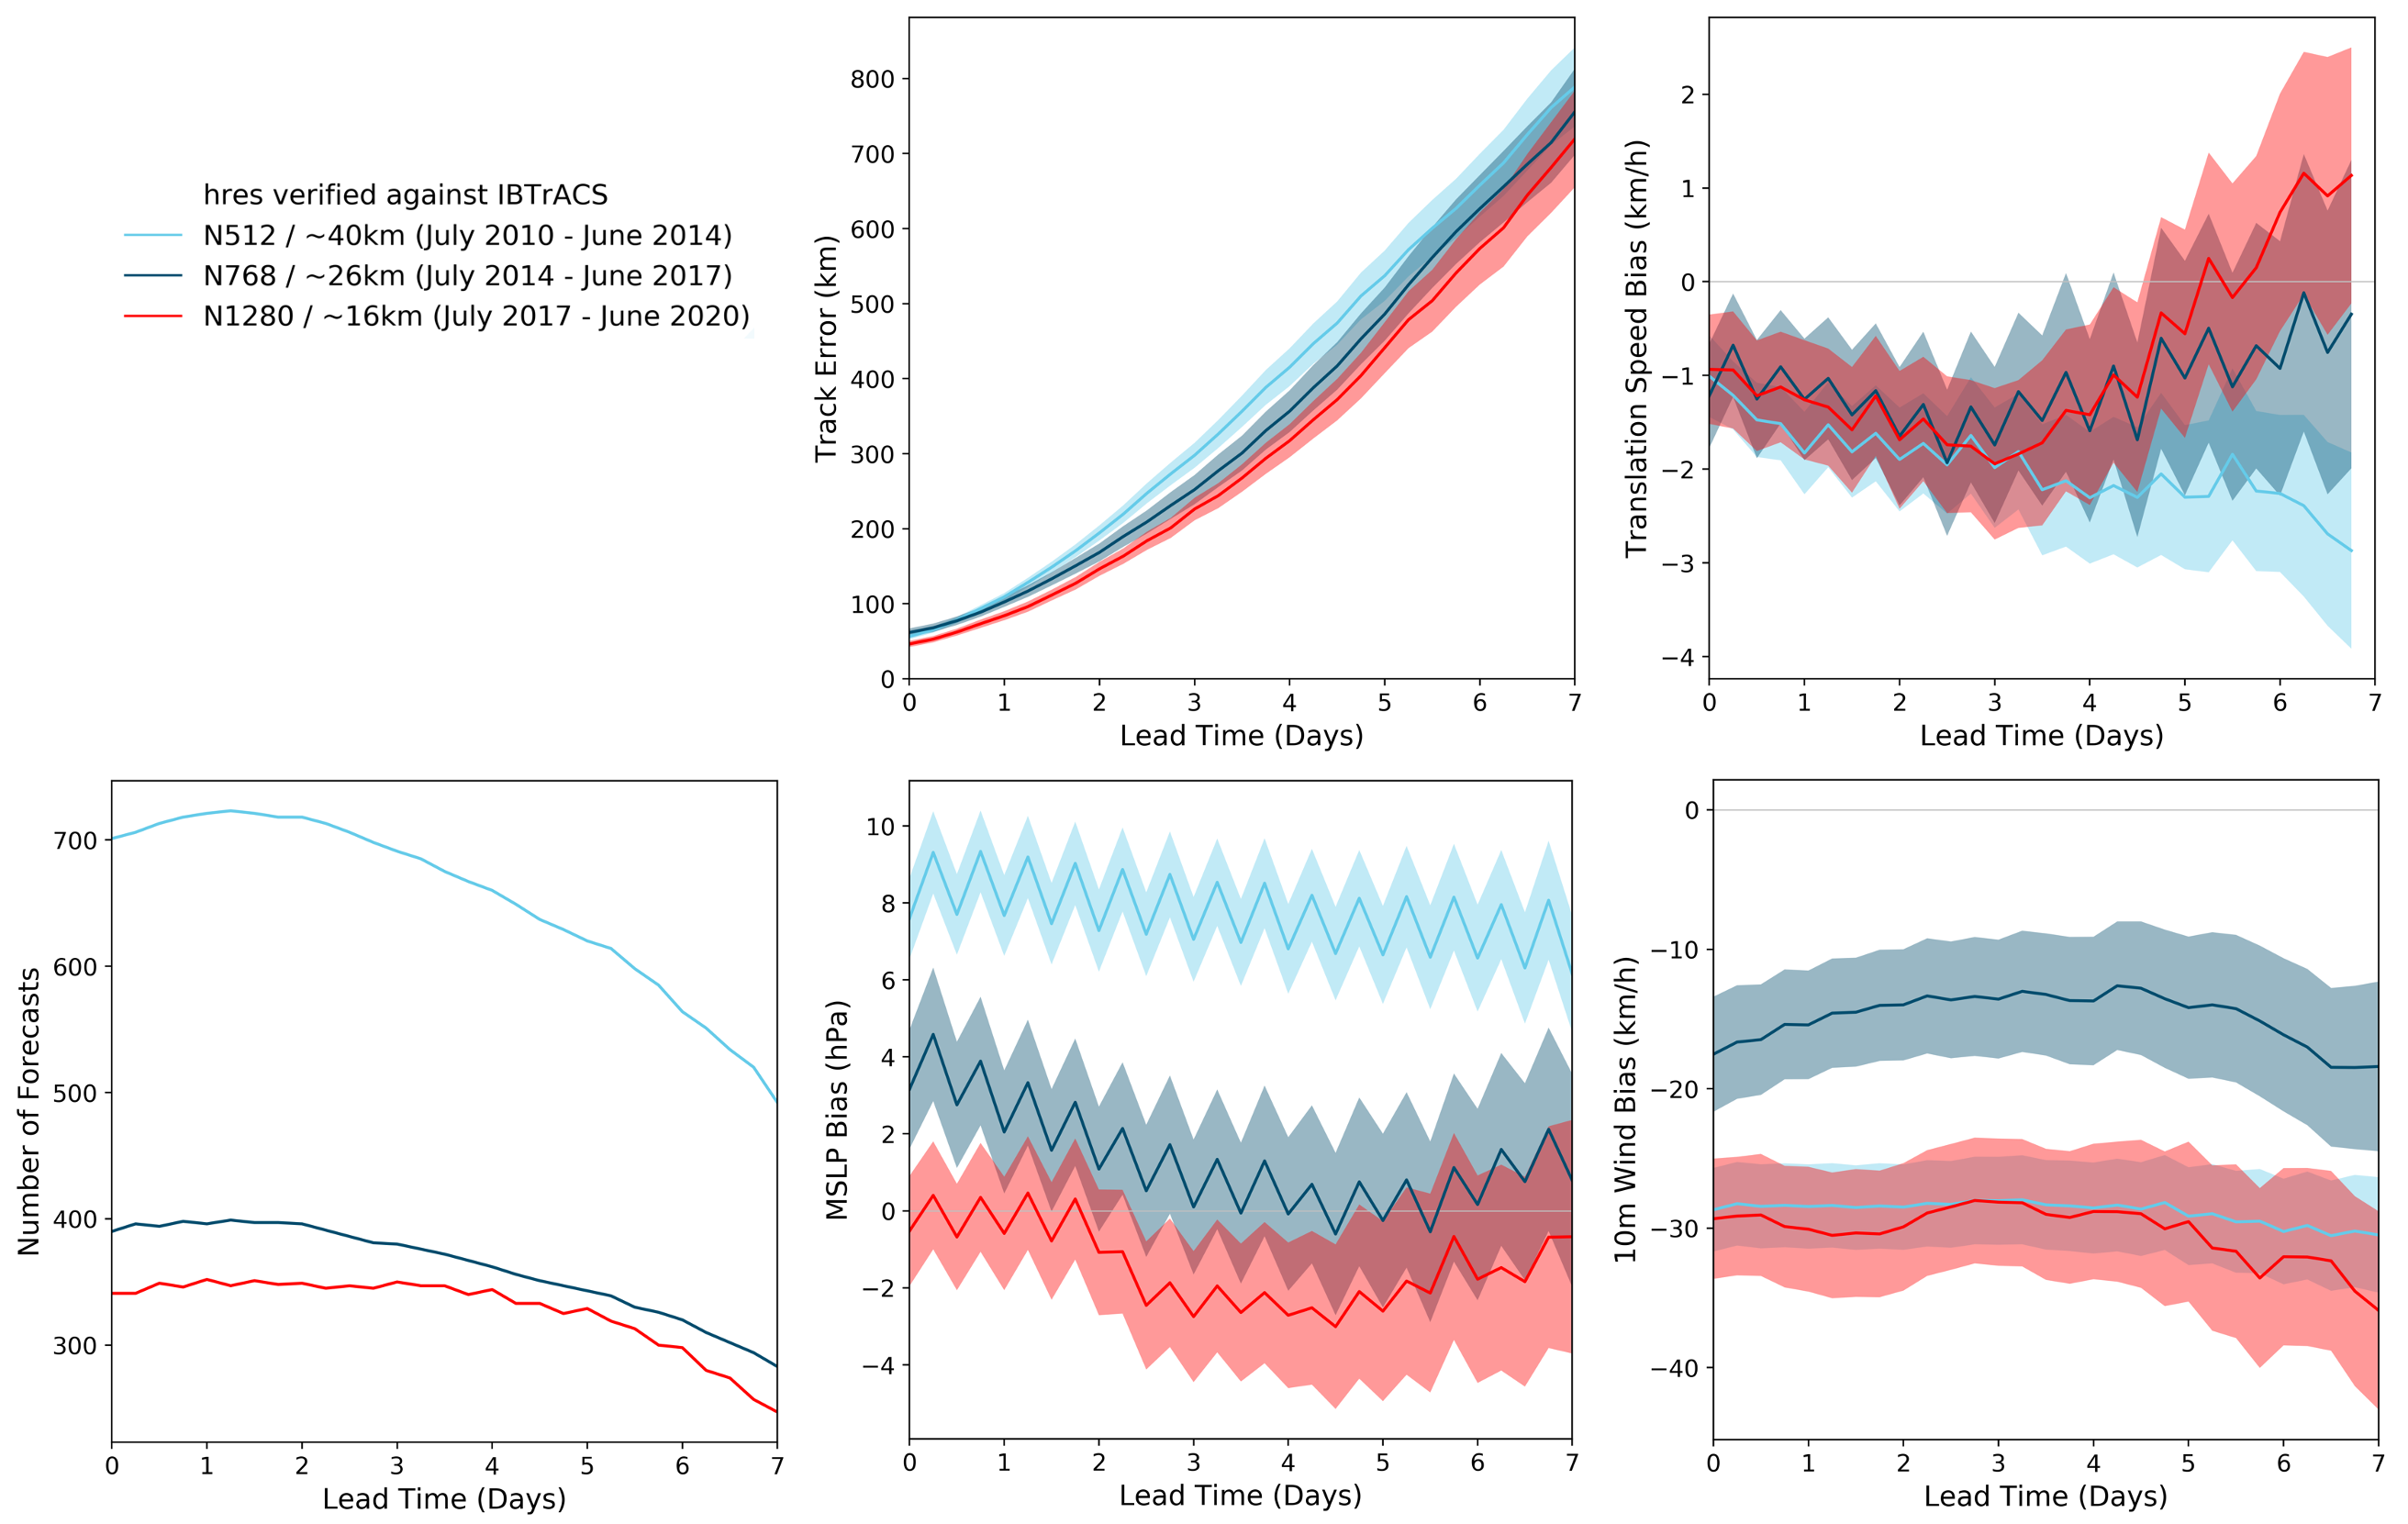 hres verified against IBTrACS
N512 / ~40km (July 2010 - June 2014)
N768 / ~26km (July 2014 - June 2017)
N1280 / ~16km (July 2017 - June 2020)
Track Error (km)
800
700
600
500
400
300
200
100
0
0 1 2 3 4 5 6 7
Lead Time (Days)
Translation Speed Bias (km/h)
2
1
0
−1
−2
−3
−4
0 1 2 3 4 5 6 7
Lead Time (Days)
Number of Forecasts
700
600
500
400
300
0 1 2 3 4 5 6 7
Lead Time (Days)
MSLP Bias (hPa)
10
8
6
4
2
0
−2
−4
0 1 2 3 4 5 6 7
Lead Time (Days)
10m Wind Bias (km/h)
0
−10
−20
−30
−40
0 1 2 3 4 5 6 7
Lead Time (Days)